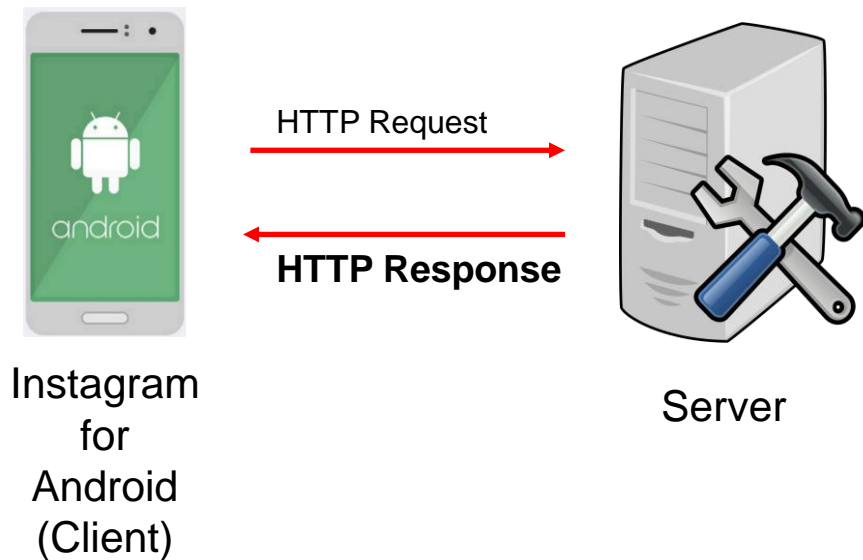 android
HTTP Request
HTTP Response
Instagram
for
Android
(Client)
Server